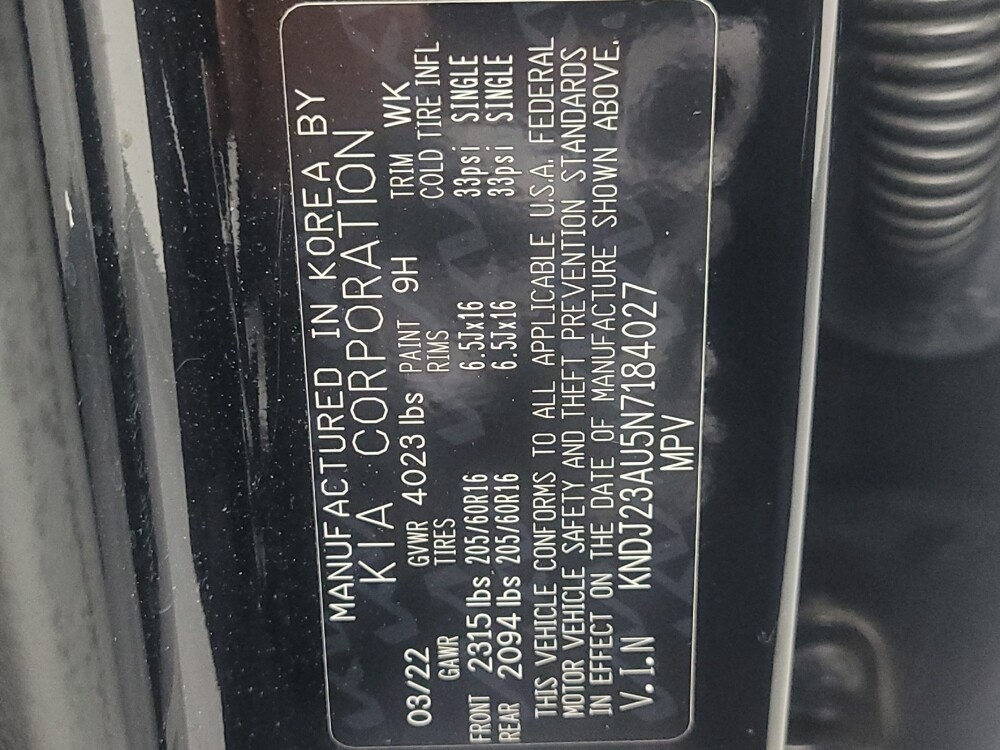 MANUFACTURED IN KOREA BY
KIA CORPORATION
03/22 GVWR 4023 lbs PAINT 9H TRIM WK
GAWR TIRES RIMS COLD TIRE INFL
FRONT 2315 lbs 205/60R16 6.5Jx16 33psi SINGLE
REAR 2094 lbs 205/60R16 6.5Jx16 33psi SINGLE
THIS VEHICLE CONFORMS TO ALL APPLICABLE U.S.A. FEDERAL
MOTOR VEHICLE SAFETY AND THEFT PREVENTION STANDARDS
IN EFFECT ON THE DATE OF MANUFACTURE SHOWN ABOVE.
V.I.N KNDJ23AU5N7184027
MPV